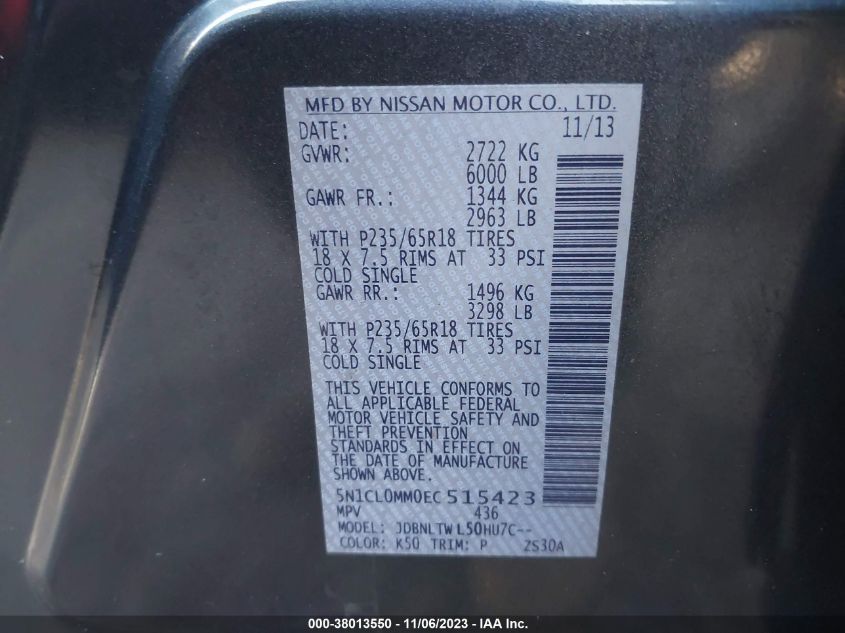 MFD BY NISSAN MOTOR CO., LTD.
DATE: 11/13
GVWR: 2722 KG
6000 LB
GAWR FR.: 1344 KG
2963 LB
WITH P235/65R18 TIRES
18 X 7.5 RIMS AT 33 PSI
COLD SINGLE
GAWR RR.: 1496 KG
3298 LB
WITH P235/65R18 TIRES
18 X 7.5 RIMS AT 33 PSI
COLD SINGLE
THIS VEHICLE CONFORMS TO
ALL APPLICABLE FEDERAL
MOTOR VEHICLE SAFETY AND
THEFT PREVENTION
STANDARDS IN EFFECT ON
THE DATE OF MANUFACTURE
SHOWN ABOVE.
5N1CL0MM0EC515423
MPV 436
MODEL: JDBNLTWL50HU7C--
COLOR: K50 TRIM: P ZS30A
000-38013550 - 11/06/2023 - IAA Inc.